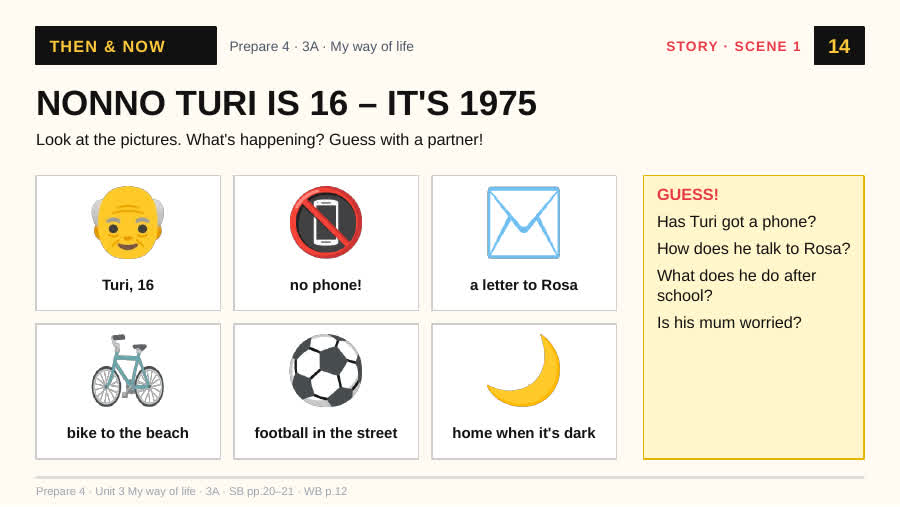 THEN & NOW
Prepare 4 · 3A · My way of life
STORY · SCENE 1
14
NONNO TURI IS 16 – IT'S 1975
Look at the pictures. What's happening? Guess with a partner!
Turi, 16
no phone!
a letter to Rosa
bike to the beach
football in the street
home when it's dark
GUESS!
Has Turi got a phone?
How does he talk to Rosa?
What does he do after
school?
Is his mum worried?
Prepare 4 · Unit 3 My way of life · 3A · SB pp.20–21 · WB p.12